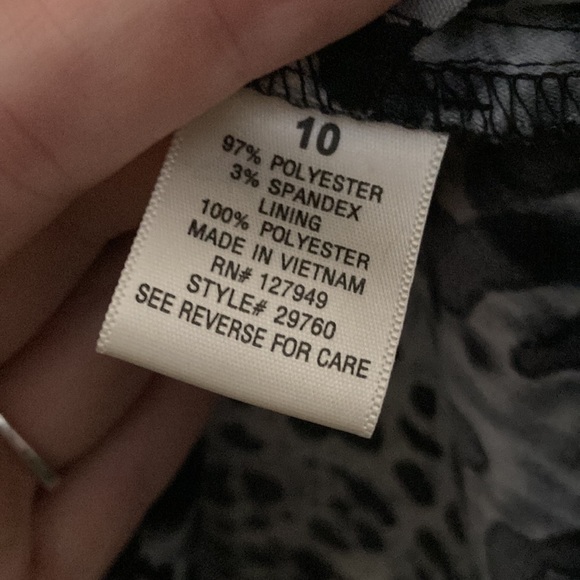 10
97% POLYESTER
3% SPANDEX
LINING
100% POLYESTER
MADE IN VIETNAM
RN# 127949
STYLE# 29760
SEE REVERSE FOR CARE